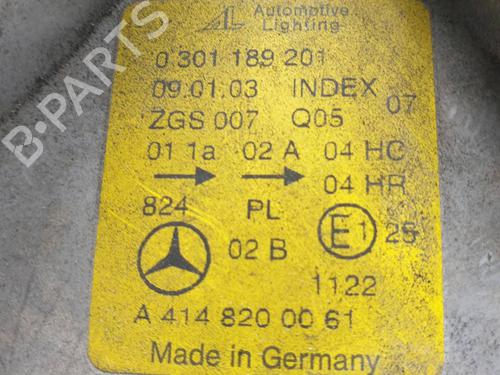 AL Automotive Lighting
0 301 189 201
09.01.03 INDEX 07
ZGS 007 Q05
01 1a 02 A 04 HC
04 HR
824 PL
02 B E1 25
1122
A 414 820 00 61
Made in Germany
B-PARTS